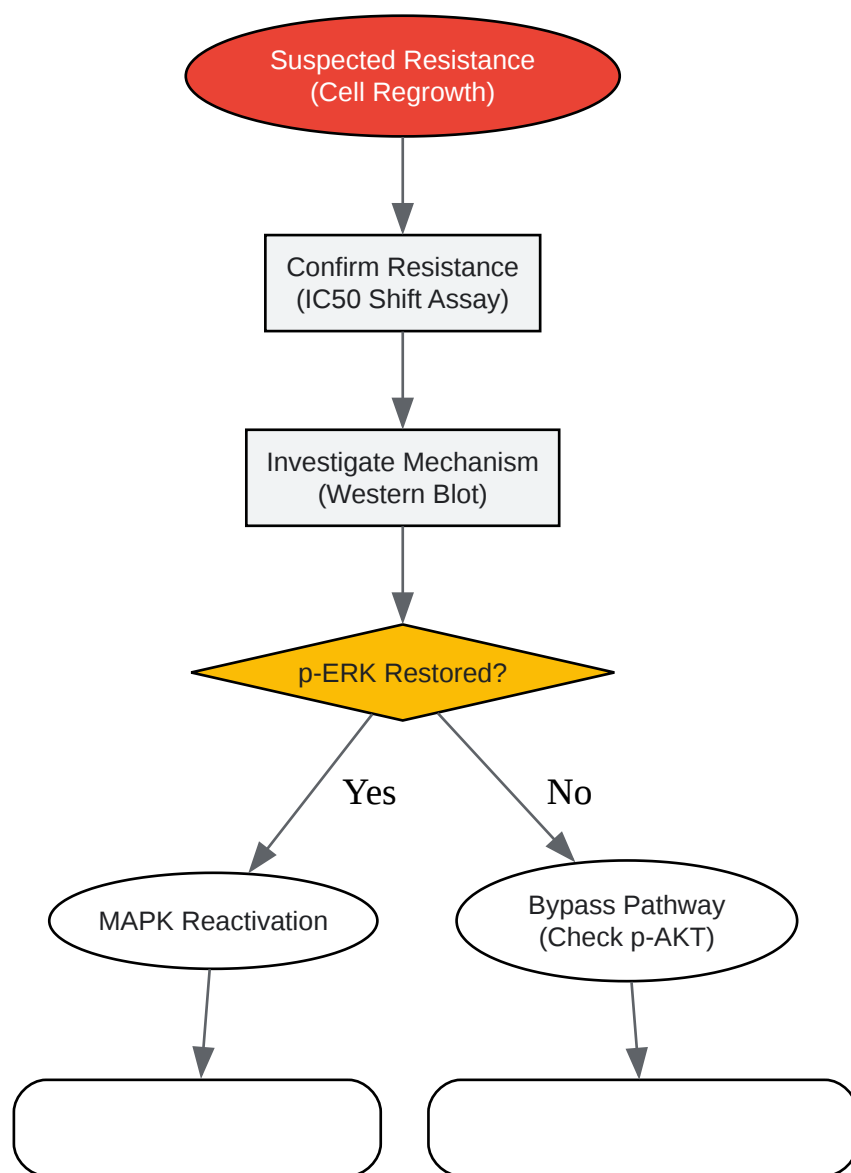 Suspected Resistance
(Cell Regrowth)
Confirm Resistance
(IC50 Shift Assay)
Investigate Mechanism
(Western Blot)
p-ERK Restored?
Yes
No
MAPK Reactivation
Bypass Pathway
(Check p-AKT)